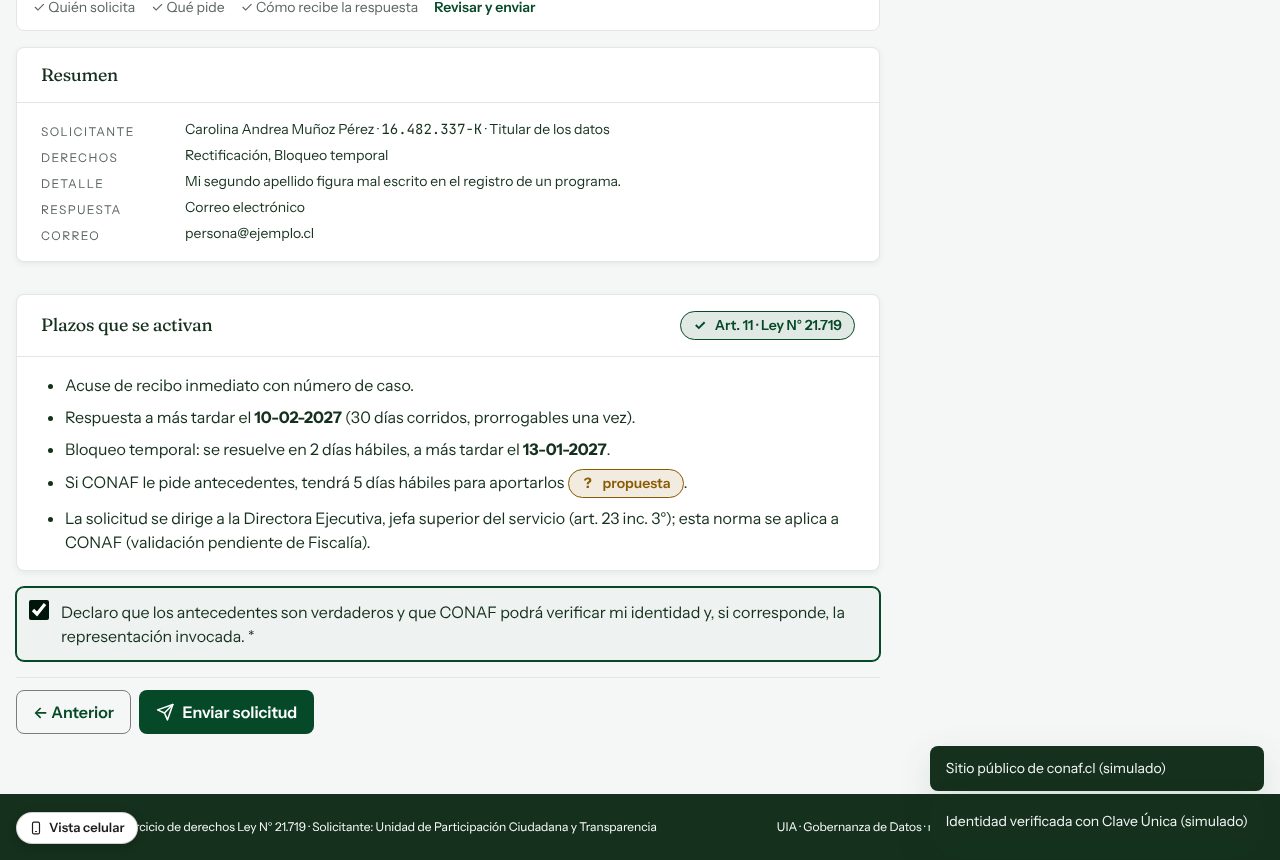 ✓ Quién solicita ✓ Qué pide ✓ Cómo recibe la respuesta Revisar y enviar
Resumen
SOLICITANTE Carolina Andrea Muñoz Pérez · 16.482.337-K · Titular de los datos
DERECHOS Rectificación, Bloqueo temporal
DETALLE Mi segundo apellido figura mal escrito en el registro de un programa.
RESPUESTA Correo electrónico
CORREO persona@ejemplo.cl
Plazos que se activan ✓ Art. 11 · Ley N° 21.719
• Acuse de recibo inmediato con número de caso.
• Respuesta a más tardar el 10-02-2027 (30 días corridos, prorrogables una vez).
• Bloqueo temporal: se resuelve en 2 días hábiles, a más tardar el 13-01-2027.
• Si CONAF le pide antecedentes, tendrá 5 días hábiles para aportarlos ? propuesta.
• La solicitud se dirige a la Directora Ejecutiva, jefa superior del servicio (art. 23 inc. 3°); esta norma se aplica a
CONAF (validación pendiente de Fiscalía).
Declaro que los antecedentes son verdaderos y que CONAF podrá verificar mi identidad y, si corresponde, la
representación invocada. *
← Anterior Enviar solicitud
Sitio público de conaf.cl (simulado)
Identidad verificada con Clave Única (simulado)
Vista celular de derechos Ley N° 21.719 · Solicitante: Unidad de Participación Ciudadana y Transparencia UIA · Gobernanza de Datos ·